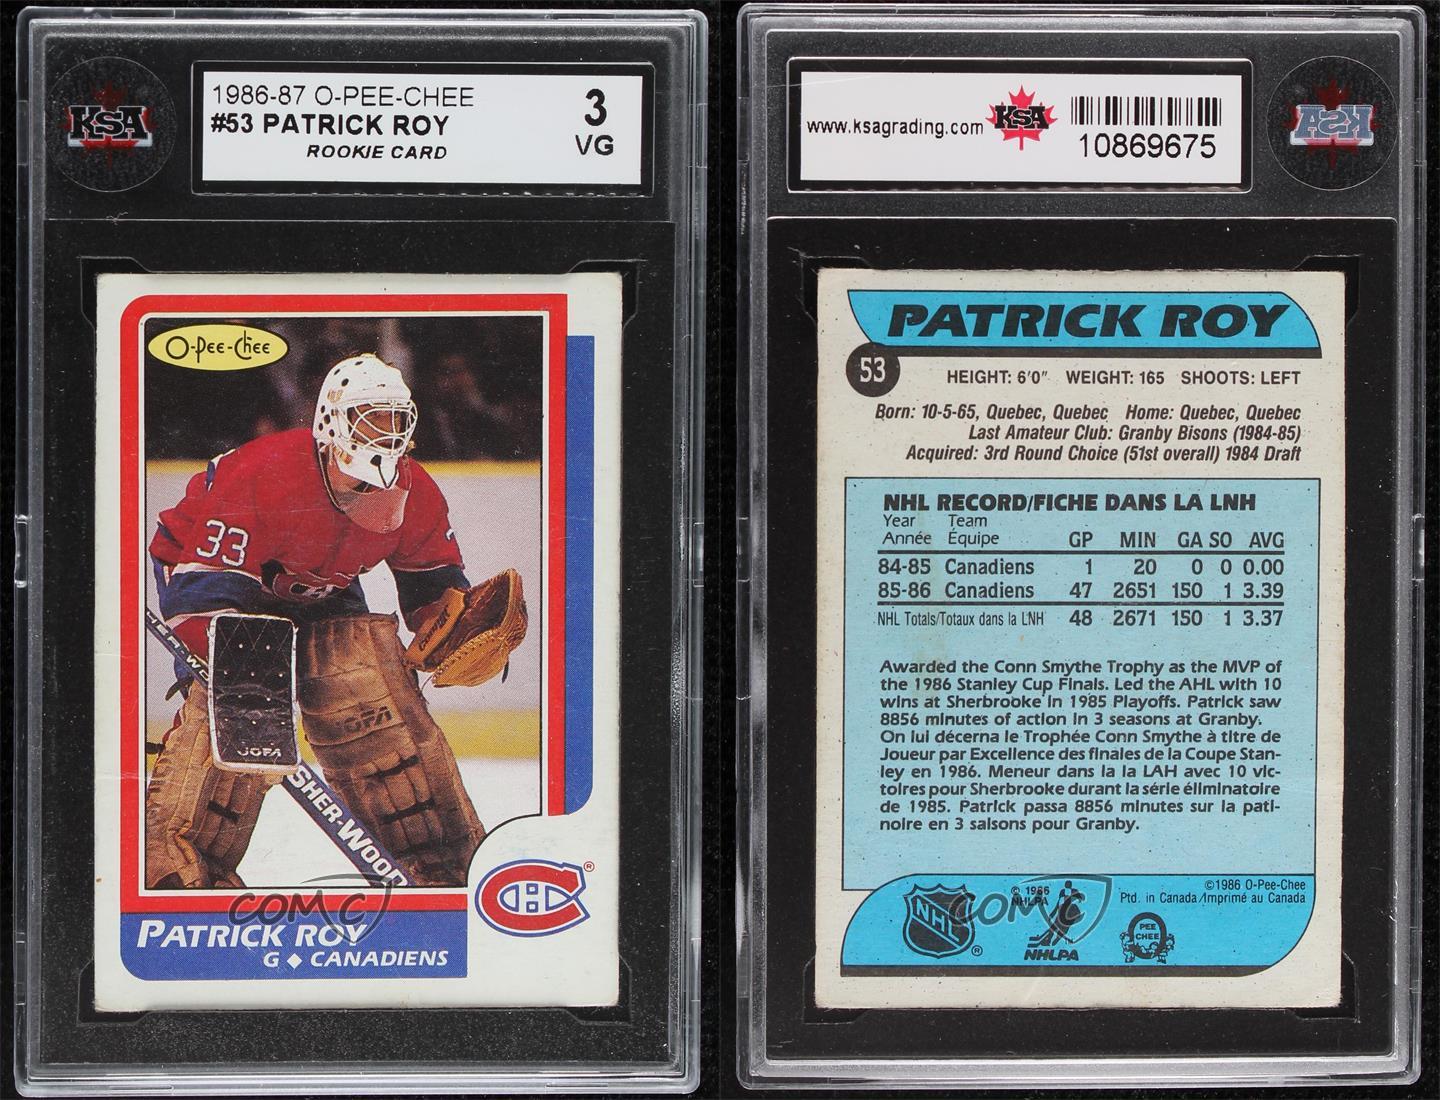 1986-87 O-PEE-CHEE
#53 PATRICK ROY
ROOKIE CARD
3
VG
KSA
O-PEE-CHEE
33
COOPER
JOFA
JOFA
SHER-WOOD
COMC
PATRICK ROY
G ◆ CANADIENS
®
www.ksagrading.com
KSA
10869675
KSA
PATRICK ROY
53
HEIGHT: 6'0" WEIGHT: 165 SHOOTS: LEFT
Born: 10-5-65, Quebec, Quebec Home: Quebec, Quebec
Last Amateur Club: Granby Bisons (1984-85)
Acquired: 3rd Round Choice (51st overall) 1984 Draft
NHL RECORD/FICHE DANS LA LNH
Year Team
Année Équipe GP MIN GA SO AVG
84-85 Canadiens 1 20 0 0 0.00
85-86 Canadiens 47 2651 150 1 3.39
NHL Totals/Totaux dans la LNH 48 2671 150 1 3.37
Awarded the Conn Smythe Trophy as the MVP of
the 1986 Stanley Cup Finals. Led the AHL with 10
wins at Sherbrooke in 1985 Playoffs. Patrick saw
8856 minutes of action in 3 seasons at Granby.
On lui décerna le Trophée Conn Smythe à titre de
Joueur par Excellence des finales de la Coupe Stan-
ley en 1986. Meneur dans la la LAH avec 10 vic-
toires pour Sherbrooke durant la série éliminatoire
de 1985. Patrick passa 8856 minutes sur la pati-
noire en 3 saisons pour Granby.
NHL
®
© 1986
NHLPA
NHLPA
TM
COMC
PEE
CHEE
©1986 O-Pee-Chee
Ptd. in Canada/Imprimé au Canada